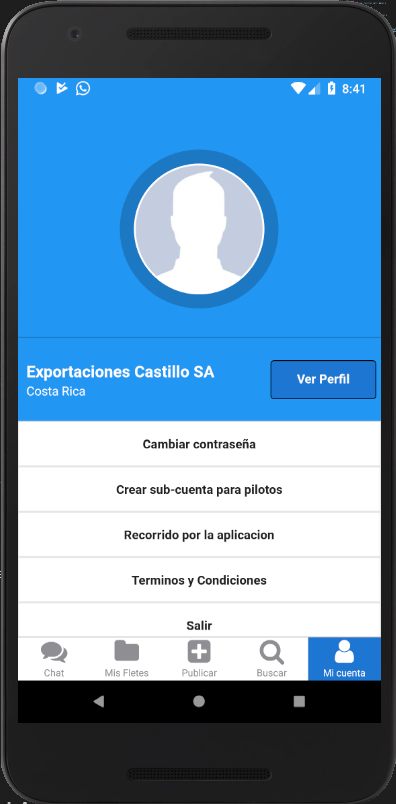 8:41
Exportaciones Castillo SA
Costa Rica
Ver Perfil
Cambiar contraseña
Crear sub-cuenta para pilotos
Recorrido por la aplicacion
Terminos y Condiciones
Salir
Chat
Mis Fletes
Publicar
Buscar
Mi cuenta